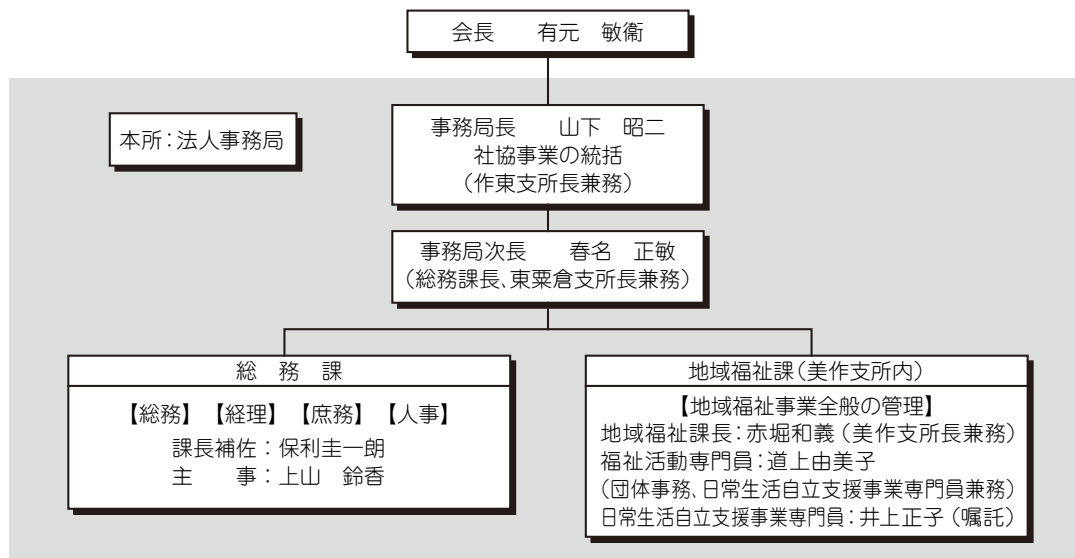 会長　　有元　敏衞
本所：法人事務局
事務局長　　山下　昭二
社協事業の統括
（作東支所長兼務）
事務局次長　　春名　正敏
（総務課長、東粟倉支所長兼務）
総　務　課
【総務】【経理】【庶務】【人事】
課長補佐：保利圭一朗
主　　事：上山　鈴香
地域福祉課（美作支所内）
【地域福祉事業全般の管理】
地域福祉課長：赤堀和義（美作支所長兼務）
福祉活動専門員：道上由美子
（団体事務、日常生活自立支援事業専門員兼務）
日常生活自立支援事業専門員：井上正子（嘱託）